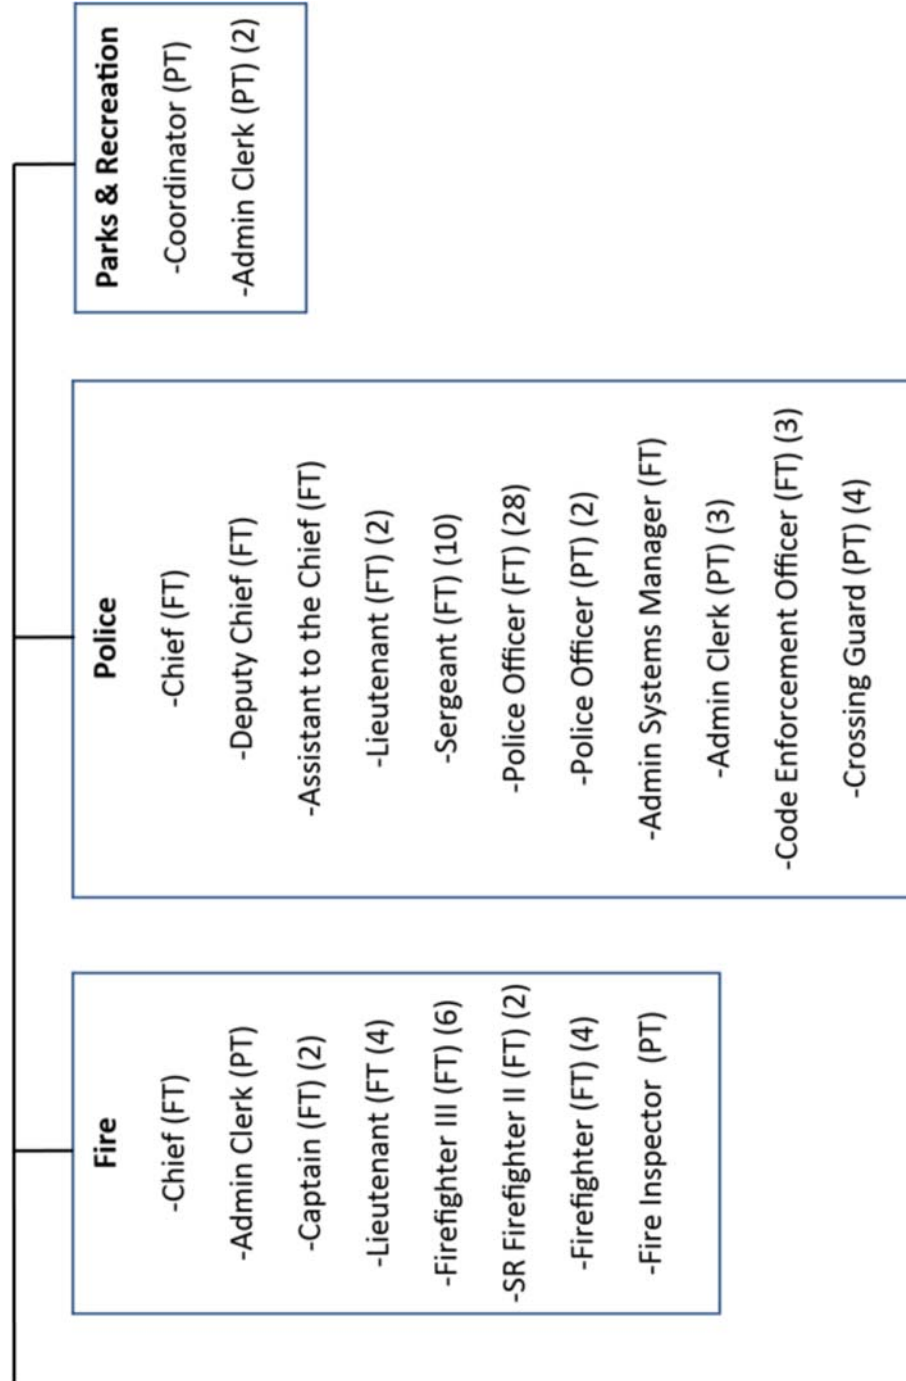 Fire
-Chief (FT)
-Admin Clerk (PT)
-Captain (FT) (2)
-Lieutenant (FT (4)
-Firefighter III (FT) (6)
-SR Firefighter II (FT) (2)
-Firefighter (FT) (4)
-Fire Inspector  (PT)
Police
-Chief (FT)
-Deputy Chief (FT)
-Assistant to the Chief (FT)
-Lieutenant (FT) (2)
-Sergeant (FT) (10)
-Police Officer (FT) (28)
-Police Officer (PT) (2)
-Admin Systems Manager (FT)
-Admin Clerk (PT) (3)
-Code Enforcement Officer (FT) (3)
-Crossing Guard (PT) (4)
Parks & Recreation
-Coordinator (PT)
-Admin Clerk (PT) (2)